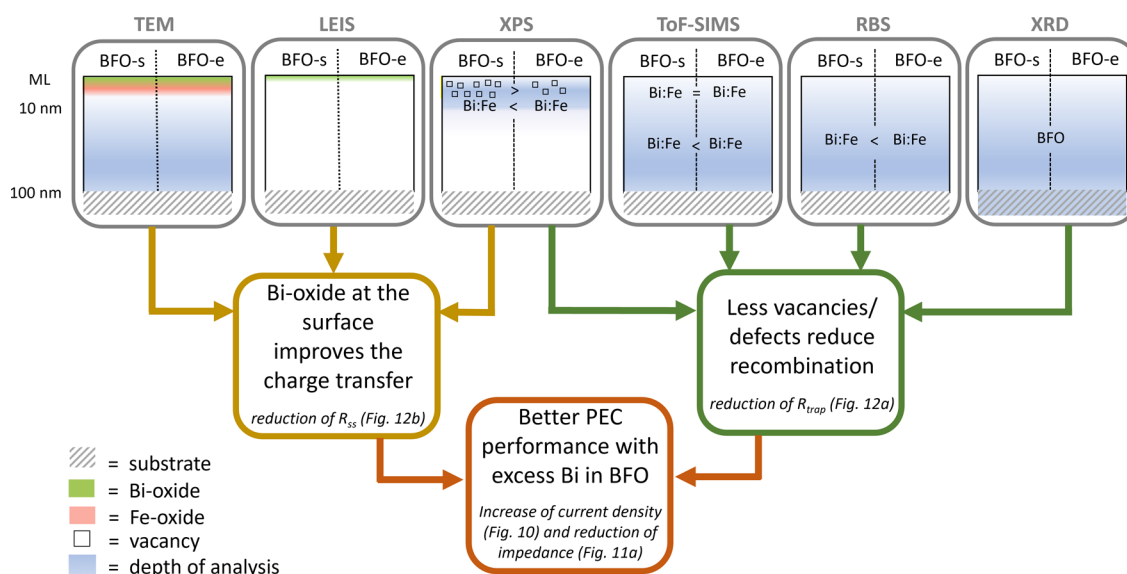 TEM
LEIS
XPS
ToF-SIMS
RBS
XRD
BFO-s BFO-e
BFO-s BFO-e
BFO-s BFO-e
BFO-s BFO-e
BFO-s BFO-e
BFO-s BFO-e
ML
10 nm
100 nm
>
Bi:Fe < Bi:Fe
Bi:Fe = Bi:Fe
Bi:Fe < Bi:Fe
Bi:Fe < Bi:Fe
BFO
Bi-oxide at the
surface
improves the
charge transfer
reduction of Rss (Fig. 12b)
Less vacancies/
defects reduce
recombination
reduction of Rtrap (Fig. 12a)
Better PEC
performance with
excess Bi in BFO
Increase of current density
(Fig. 10) and reduction of
impedance (Fig. 11a)
= substrate
= Bi-oxide
= Fe-oxide
= vacancy
= depth of analysis